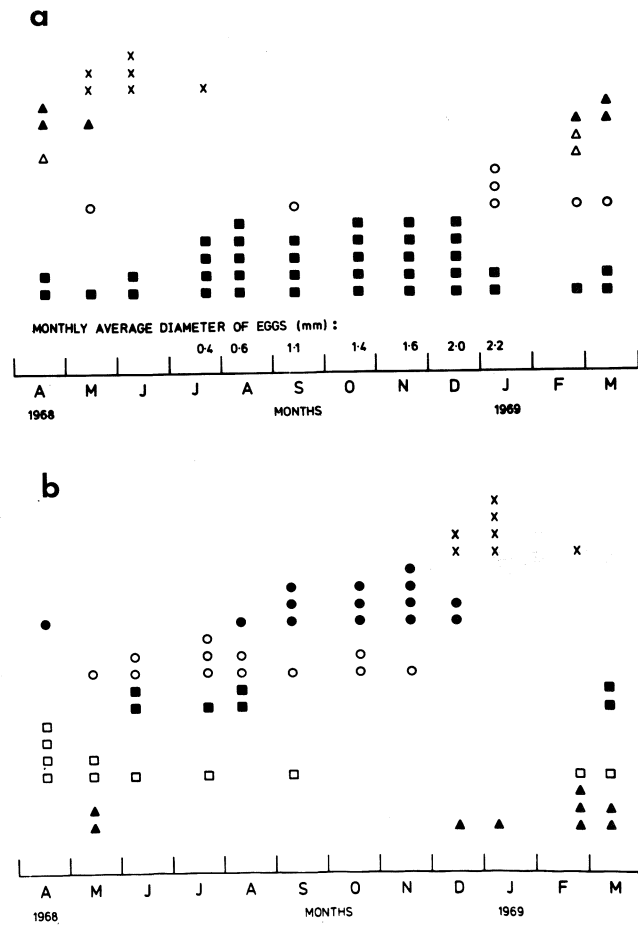 a
MONTHLY AVERAGE DIAMETER OF EGGS (mm) :
0·4 0·6 1·1 1·4 1·6 2·0 2·2
A M J J A S O N D J F M
1968 MONTHS 1969
b
A M J J A S O N D J F M
1968 MONTHS 1969